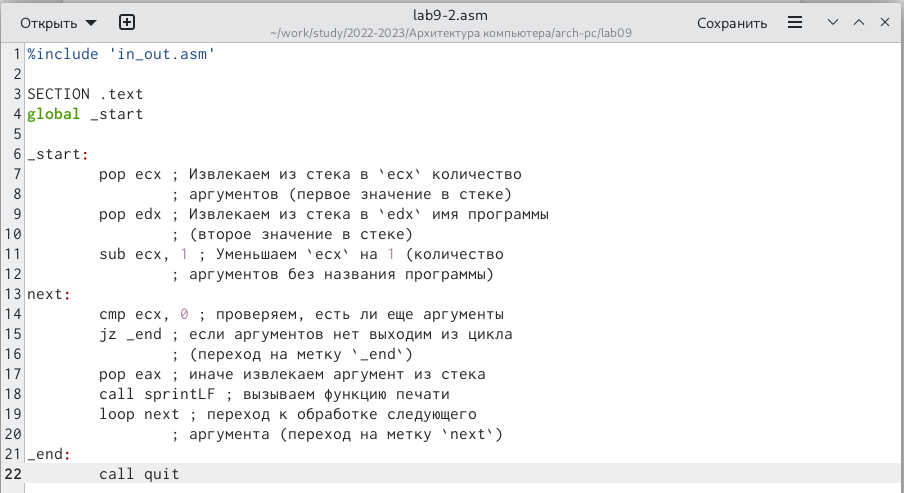 Открыть
lab9-2.asm
~/work/study/2022-2023/Архитектура компьютера/arch-pc/lab09
Сохранить
1 %include 'in_out.asm'
2
3 SECTION .text
4 global _start
5
6 _start:
7 pop ecx ; Извлекаем из стека в `ecx` количество
8 ; аргументов (первое значение в стеке)
9 pop edx ; Извлекаем из стека в `edx` имя программы
10 ; (второе значение в стеке)
11 sub ecx, 1 ; Уменьшаем `ecx` на 1 (количество
12 ; аргументов без названия программы)
13 next:
14 cmp ecx, 0 ; проверяем, есть ли еще аргументы
15 jz _end ; если аргументов нет выходим из цикла
16 ; (переход на метку `_end`)
17 pop eax ; иначе извлекаем аргумент из стека
18 call sprintLF ; вызываем функцию печати
19 loop next ; переход к обработке следующего
20 ; аргумента (переход на метку `next`)
21 _end:
22 call quit